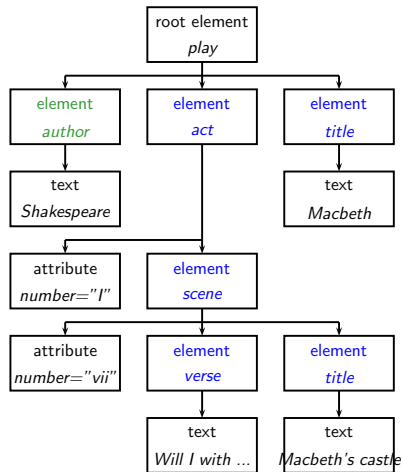 root element
play
element
author
element
act
element
title
text
Shakespeare
text
Macbeth
attribute
number="I"
element
scene
attribute
number="vii"
element
verse
element
title
text
Will I with ...
text
Macbeth's castle